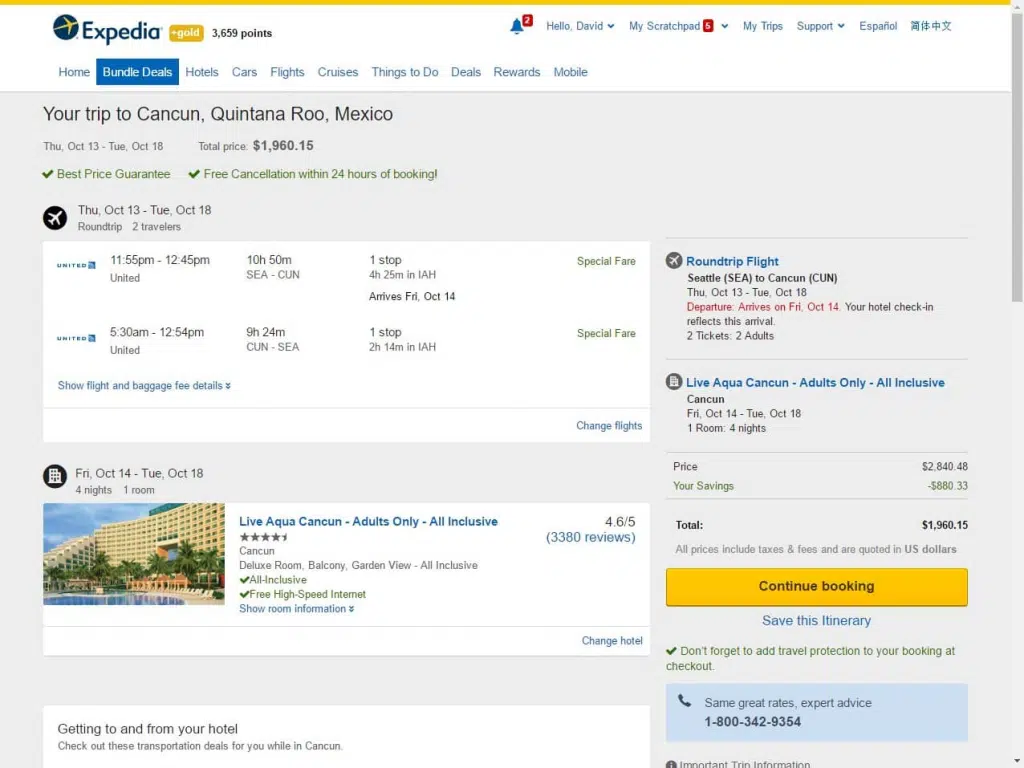 Expedia +gold 3,659 points
2 Hello, David My Scratchpad 5 My Trips Support Español 简体中文
Home Bundle Deals Hotels Cars Flights Cruises Things to Do Deals Rewards Mobile
Your trip to Cancun, Quintana Roo, Mexico
Thu, Oct 13 - Tue, Oct 18 Total price: $1,960.15
Best Price Guarantee Free Cancellation within 24 hours of booking!
Thu, Oct 13 - Tue, Oct 18
Roundtrip 2 travelers
UNITED 11:55pm - 12:45pm 10h 50m 1 stop Special Fare
United SEA - CUN 4h 25m in IAH
Arrives Fri, Oct 14
UNITED 5:30am - 12:54pm 9h 24m 1 stop Special Fare
United CUN - SEA 2h 14m in IAH
Show flight and baggage fee details
Change flights
Fri, Oct 14 - Tue, Oct 18
4 nights 1 room
Live Aqua Cancun - Adults Only - All Inclusive 4.6/5
(3380 reviews)
Cancun
Deluxe Room, Balcony, Garden View - All Inclusive
All-Inclusive
Free High-Speed Internet
Show room information
Change hotel
Getting to and from your hotel
Check out these transportation deals for you while in Cancun.
Roundtrip Flight
Seattle (SEA) to Cancun (CUN)
Thu, Oct 13 - Tue, Oct 18
Departure: Arrives on Fri, Oct 14. Your hotel check-in
reflects this arrival.
2 Tickets: 2 Adults
Live Aqua Cancun - Adults Only - All Inclusive
Cancun
Fri, Oct 14 - Tue, Oct 18
1 Room: 4 nights
Price $2,840.48
Your Savings -$880.33
Total: $1,960.15
All prices include taxes & fees and are quoted in US dollars
Continue booking
Save this Itinerary
Don't forget to add travel protection to your booking at
checkout.
Same great rates, expert advice
1-800-342-9354
Important Trip Information